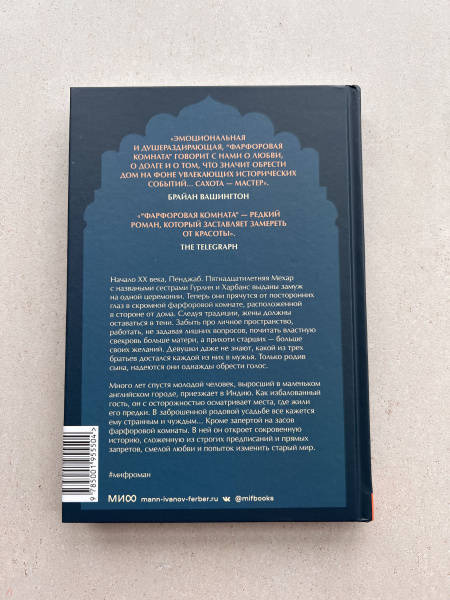 «ЭМОЦИОНАЛЬНАЯ
И ДУШЕРАЗДИРАЮЩАЯ, "ФАРФОРОВАЯ
КОМНАТА" ГОВОРИТ С НАМИ О ЛЮБВИ,
О ДОЛГЕ И О ТОМ, ЧТО ЗНАЧИТ ОБРЕСТИ
ДОМ НА ФОНЕ УВЛЕКАЮЩИХ ИСТОРИЧЕСКИХ
СОБЫТИЙ... САХОТА — МАСТЕР».
БРАЙАН ВАШИНГТОН
«"ФАРФОРОВАЯ КОМНАТА" — РЕДКИЙ
РОМАН, КОТОРЫЙ ЗАСТАВЛЯЕТ ЗАМЕРЕТЬ
ОТ КРАСОТЫ».
THE TELEGRAPH
Начало XX века, Пенджаб. Пятнадцатилетняя Мехар
с назваными сестрами Гурлин и Харбанс выданы замуж
на одной церемонии. Теперь они прячутся от посторонних
глаз в скромной фарфоровой комнате, расположенной
в стороне от дома. Следуя традиции, жены должны
оставаться в тени. Забыть про личное пространство,
работать, не задавая лишних вопросов, почитать властную
свекровь больше матери, а прихоти старших — больше
своих желаний. Девушки даже не знают, какой из трех
братьев достался каждой из них в мужья. Только родив
сына, надеются они однажды обрести голос.
Много лет спустя молодой человек, выросший в маленьком
английском городе, приезжает в Индию. Как избалованный
гость, он с осторожностью осматривает места, где жили
его предки. В заброшенной родовой усадьбе все кажется
ему странным и чуждым... Кроме запертой на засов
фарфоровой комнаты. В ней он откроет сокровенную
историю, сложенную из строгих предписаний и прямых
запретов, смелой любви и попыток изменить старый мир.
#мифроман
9 785001 955504
МИФ mann-ivanov-ferber.ru @mifbooks